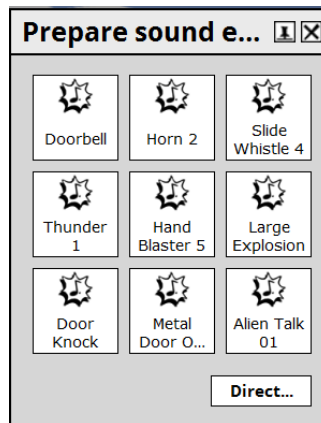 Prepare sound e...
Doorbell
Horn 2
Slide
Whistle 4
Thunder
1
Hand
Blaster 5
Large
Explosion
Door
Knock
Metal
Door O...
Alien Talk
01
Direct...